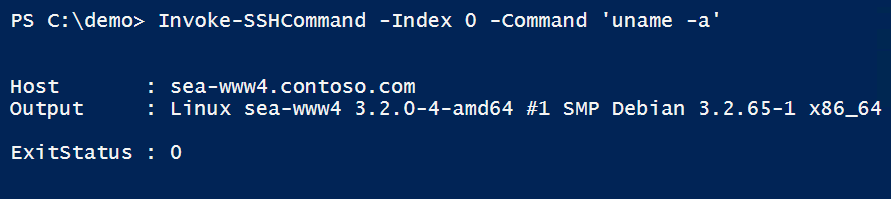 PS C:\demo> Invoke-SSHCommand -Index 0 -Command 'uname -a'
Host       : sea-www4.contoso.com
Output     : Linux sea-www4 3.2.0-4-amd64 #1 SMP Debian 3.2.65-1 x86_64
ExitStatus : 0